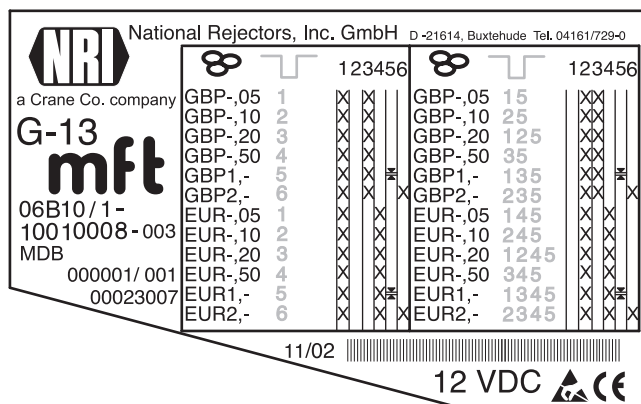 NRI
National Rejectors, Inc. GmbH D -21614, Buxtehude Tel. 04161/729-0
a Crane Co. company
G-13
mft
06B10/1-
10010008-003
MDB
000001/001
00023007
123456
GBP-,05 1 X X
GBP-,10 2 X X
GBP-,20 3 X X
GBP-,50 4 X X
GBP1,- 5 X X
GBP2,- 6 X X X
EUR-,05 1 X X
EUR-,10 2 X X
EUR-,20 3 X X
EUR-,50 4 X X
EUR1,- 5 X X
EUR2,- 6 X X X
123456
GBP-,05 15 X X
GBP-,10 25 X X
GBP-,20 125 X X
GBP-,50 35 X X
GBP1,- 135 X X
GBP2,- 235 X X X
EUR-,05 145 X X X
EUR-,10 245 X X X
EUR-,20 1245 X X X
EUR-,50 345 X X X
EUR1,- 1345 X X X
EUR2,- 2345 X X X X
11/02
12 VDC CE